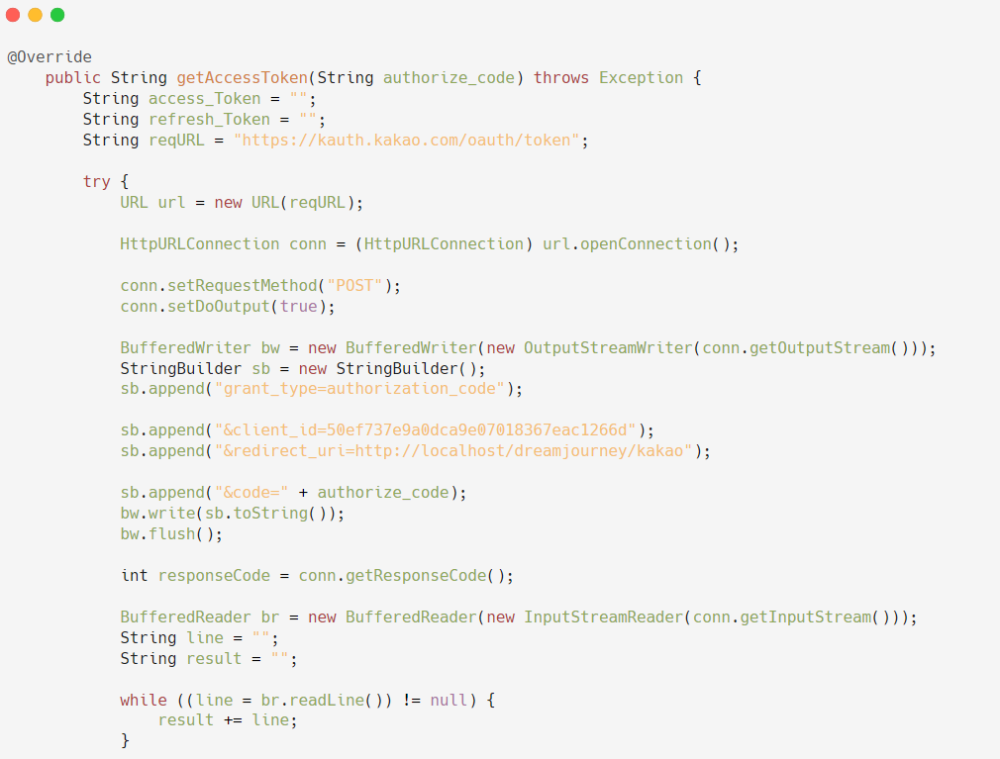 @Override
public String getAccessToken(String authorize_code) throws Exception {
String access_Token = "";
String refresh_Token = "";
String reqURL = "https://kauth.kakao.com/oauth/token";
try {
URL url = new URL(reqURL);
HttpURLConnection conn = (HttpURLConnection) url.openConnection();
conn.setRequestMethod("POST");
conn.setDoOutput(true);
BufferedWriter bw = new BufferedWriter(new OutputStreamWriter(conn.getOutputStream()));
StringBuilder sb = new StringBuilder();
sb.append("grant_type=authorization_code");
sb.append("&client_id=50ef737e9a0dca9e07018367eac1266d");
sb.append("&redirect_uri=http://localhost/dreamjourney/kakao");
sb.append("&code=" + authorize_code);
bw.write(sb.toString());
bw.flush();
int responseCode = conn.getResponseCode();
BufferedReader br = new BufferedReader(new InputStreamReader(conn.getInputStream()));
String line = "";
String result = "";
while ((line = br.readLine()) != null) {
result += line;
}